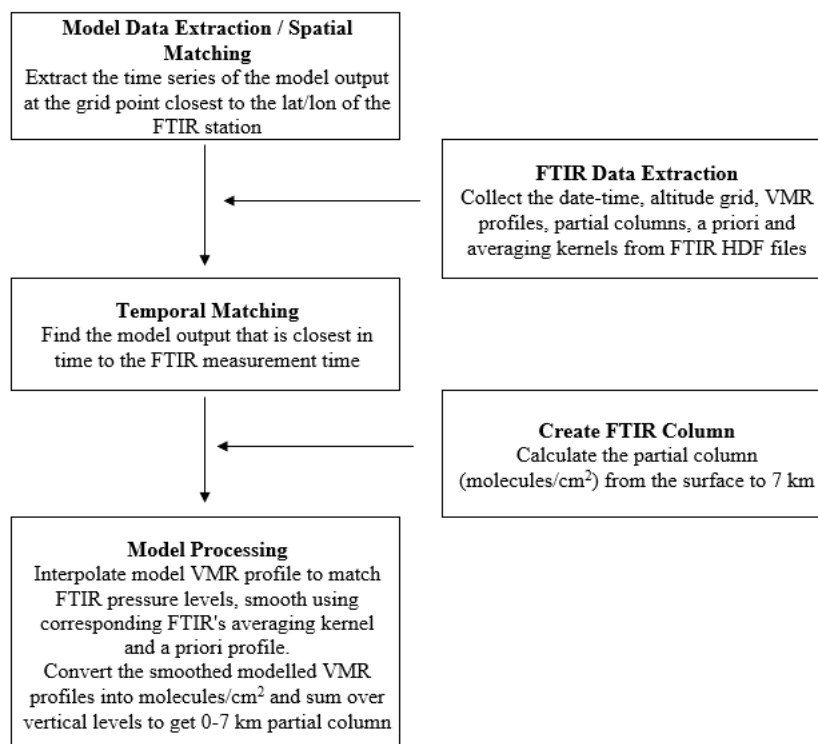 Model Data Extraction / Spatial
Matching
Extract the time series of the model output
at the grid point closest to the lat/lon of the
FTIR station
FTIR Data Extraction
Collect the date-time, altitude grid, VMR
profiles, partial columns, a priori and
averaging kernels from FTIR HDF files
Temporal Matching
Find the model output that is closest in
time to the FTIR measurement time
Create FTIR Column
Calculate the partial column
(molecules/cm²) from the surface to 7 km
Model Processing
Interpolate model VMR profile to match
FTIR pressure levels, smooth using
corresponding FTIR's averaging kernel
and a priori profile.
Convert the smoothed modelled VMR
profiles into molecules/cm² and sum over
vertical levels to get 0-7 km partial column